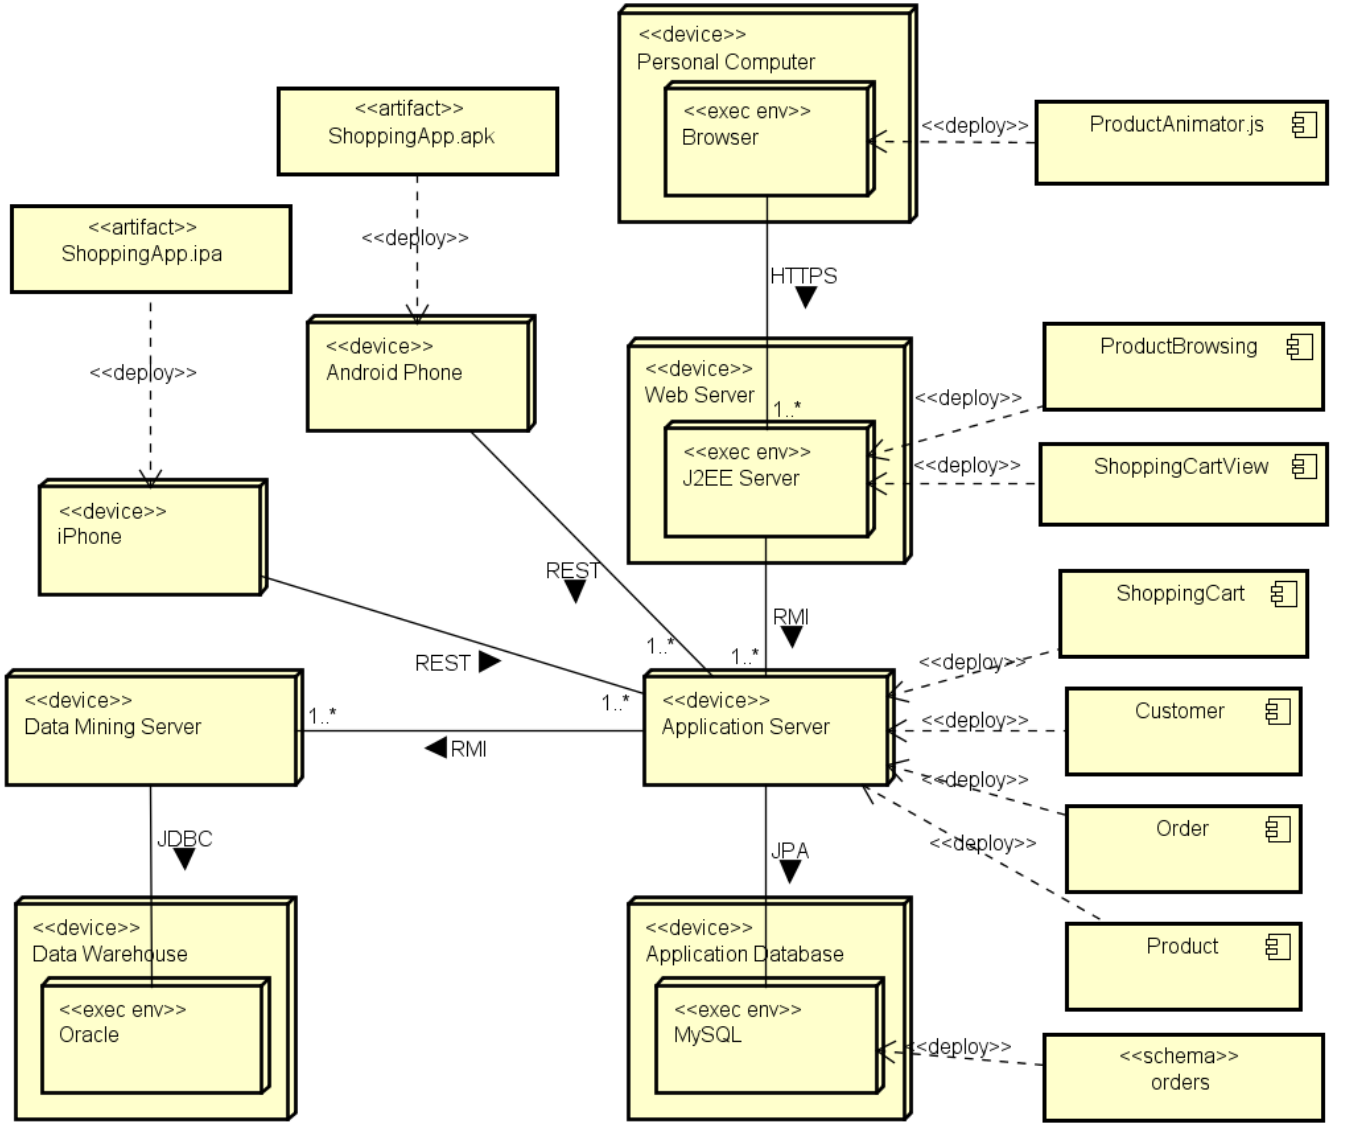 <<device>>
Personal Computer
<<exec env>>
Browser
<<deploy>>
ProductAnimator.js
<<artifact>>
ShoppingApp.apk
<<deploy>>
<<artifact>>
ShoppingApp.ipa
<<deploy>>
HTTPS
<<device>>
Android Phone
<<device>>
Web Server
1..*
<<exec env>>
J2EE Server
<<deploy>>
ProductBrowsing
<<deploy>>
ShoppingCartView
<<device>>
iPhone
REST
1..*
REST
1..*
RMI
1..*
<<deploy>>
ShoppingCart
<<device>>
Data Mining Server
1..*
RMI
<<device>>
Application Server
<<deploy>>
Customer
<<deploy>>
Order
<<deploy>>
Product
JDBC
JPA
<<device>>
Data Warehouse
<<exec env>>
Oracle
<<device>>
Application Database
<<exec env>>
MySQL
<<deploy>>
<<schema>>
orders